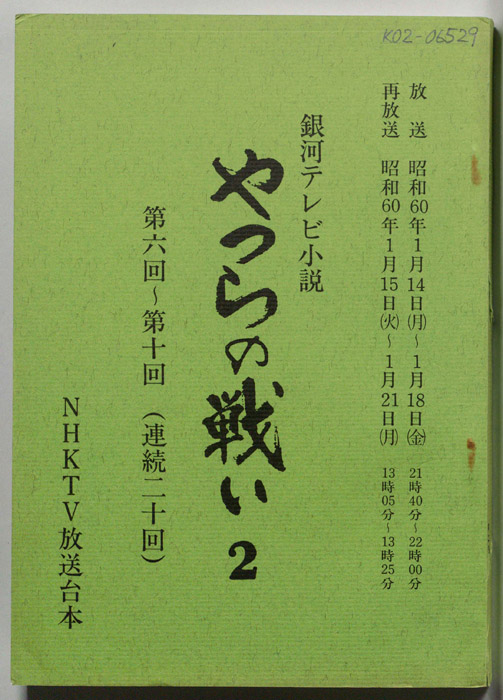 K02-06529
放送 昭和60年1月14日㈪～1月18日㈮ 21時40分～22時00分
再放送 昭和60年1月15日㈫～1月21日㈪ 13時05分～13時25分
銀河テレビ小説
やつらの戦い 2
第六回～第十回 (連続二十回)
NHKTV放送台本